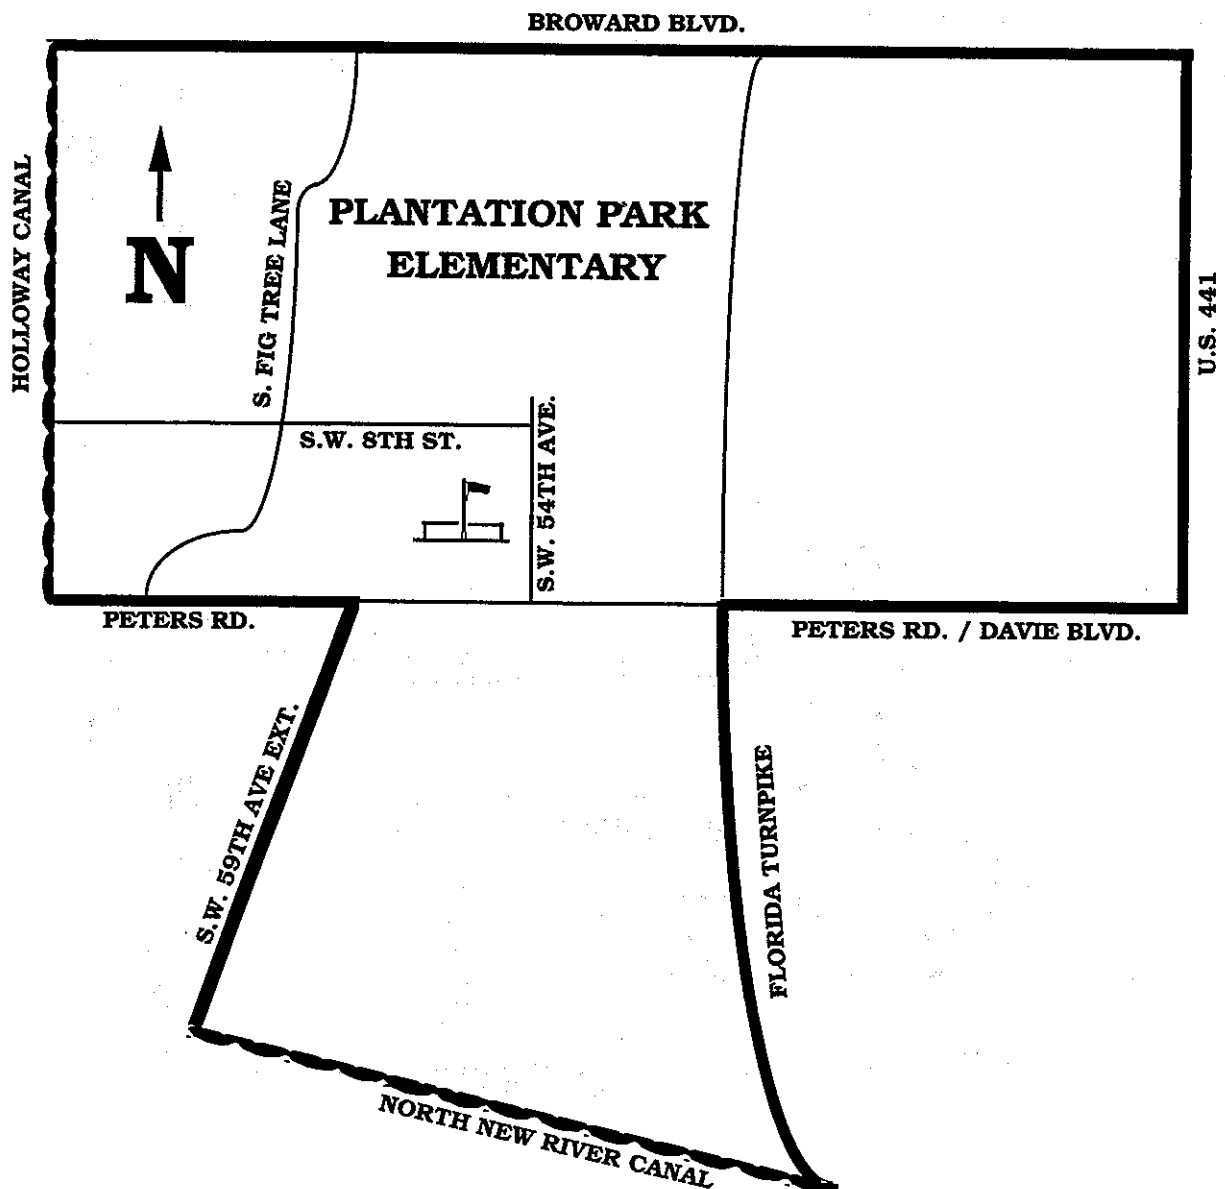 BROWARD BLVD.
HOLLOWAY CANAL
N
S. FIG TREE LANE
PLANTATION PARK
ELEMENTARY
U.S. 441
S.W. 8TH ST.
S.W. 54TH AVE.
PETERS RD.
PETERS RD. / DAVIE BLVD.
S.W. 59TH AVE EXT.
FLORIDA TURNPIKE
NORTH NEW RIVER CANAL